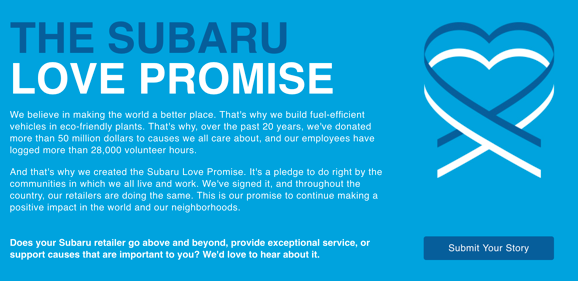 THE SUBARU
LOVE PROMISE
We believe in making the world a better place. That's why we build fuel-efficient
vehicles in eco-friendly plants. That's why, over the past 20 years, we've donated
more than 50 million dollars to causes we all care about, and our employees have
logged more than 28,000 volunteer hours.
And that's why we created the Subaru Love Promise. It's a pledge to do right by the
communities in which we all live and work. We've signed it, and throughout the
country, our retailers are doing the same. This is our promise to continue making a
positive impact in the world and our neighborhoods.
Does your Subaru retailer go above and beyond, provide exceptional service, or
support causes that are important to you? We'd love to hear about it.
Submit Your Story